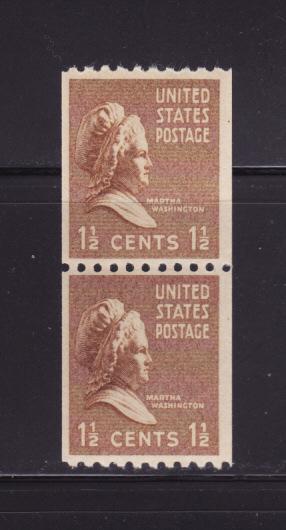 UNITED
STATES
POSTAGE
MARTHA
WASHINGTON
1½ CENTS 1½
UNITED
STATES
POSTAGE
MARTHA
WASHINGTON
1½ CENTS 1½